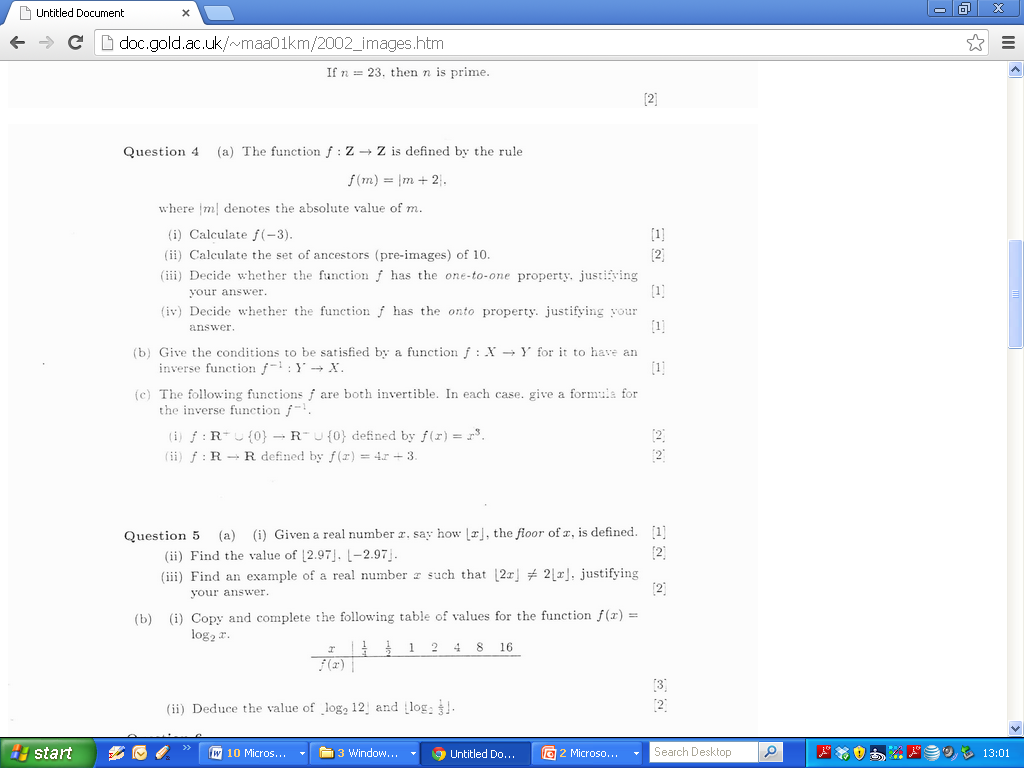 Untitled Document
doc.gold.ac.uk/~maa01km/2002_images.htm
If n = 23, then n is prime.
[2]
Question 4 (a) The function f : Z → Z is defined by the rule
f(m) = |m + 2|,
where |m| denotes the absolute value of m.
(i) Calculate f(−3). [1]
(ii) Calculate the set of ancestors (pre-images) of 10. [2]
(iii) Decide whether the function f has the one-to-one property, justifying
your answer. [1]
(iv) Decide whether the function f has the onto property, justifying your
answer. [1]
(b) Give the conditions to be satisfied by a function f : X → Y for it to have an
inverse function f⁻¹ : Y → X. [1]
(c) The following functions f are both invertible. In each case, give a formula for
the inverse function f⁻¹.
(i) f : R⁺ ∪ {0} → R⁺ ∪ {0} defined by f(x) = x³. [2]
(ii) f : R → R defined by f(x) = 4x + 3. [2]
Question 5 (a) (i) Given a real number x, say how ⌊x⌋, the floor of x, is defined. [1]
(ii) Find the value of ⌊2.97⌋, ⌊−2.97⌋. [2]
(iii) Find an example of a real number x such that ⌊2x⌋ ≠ 2⌊x⌋, justifying
your answer. [2]
(b) (i) Copy and complete the following table of values for the function f(x) =
log₂ x.
x | 1/4 1/2 1 2 4 8 16
f(x) |
[3]
(ii) Deduce the value of ⌊log₂ 12⌋ and ⌊log₂ 1/3⌋. [2]
start
10 Micros...
3 Window...
Untitled Do...
2 Microso...
Search Desktop
13:01